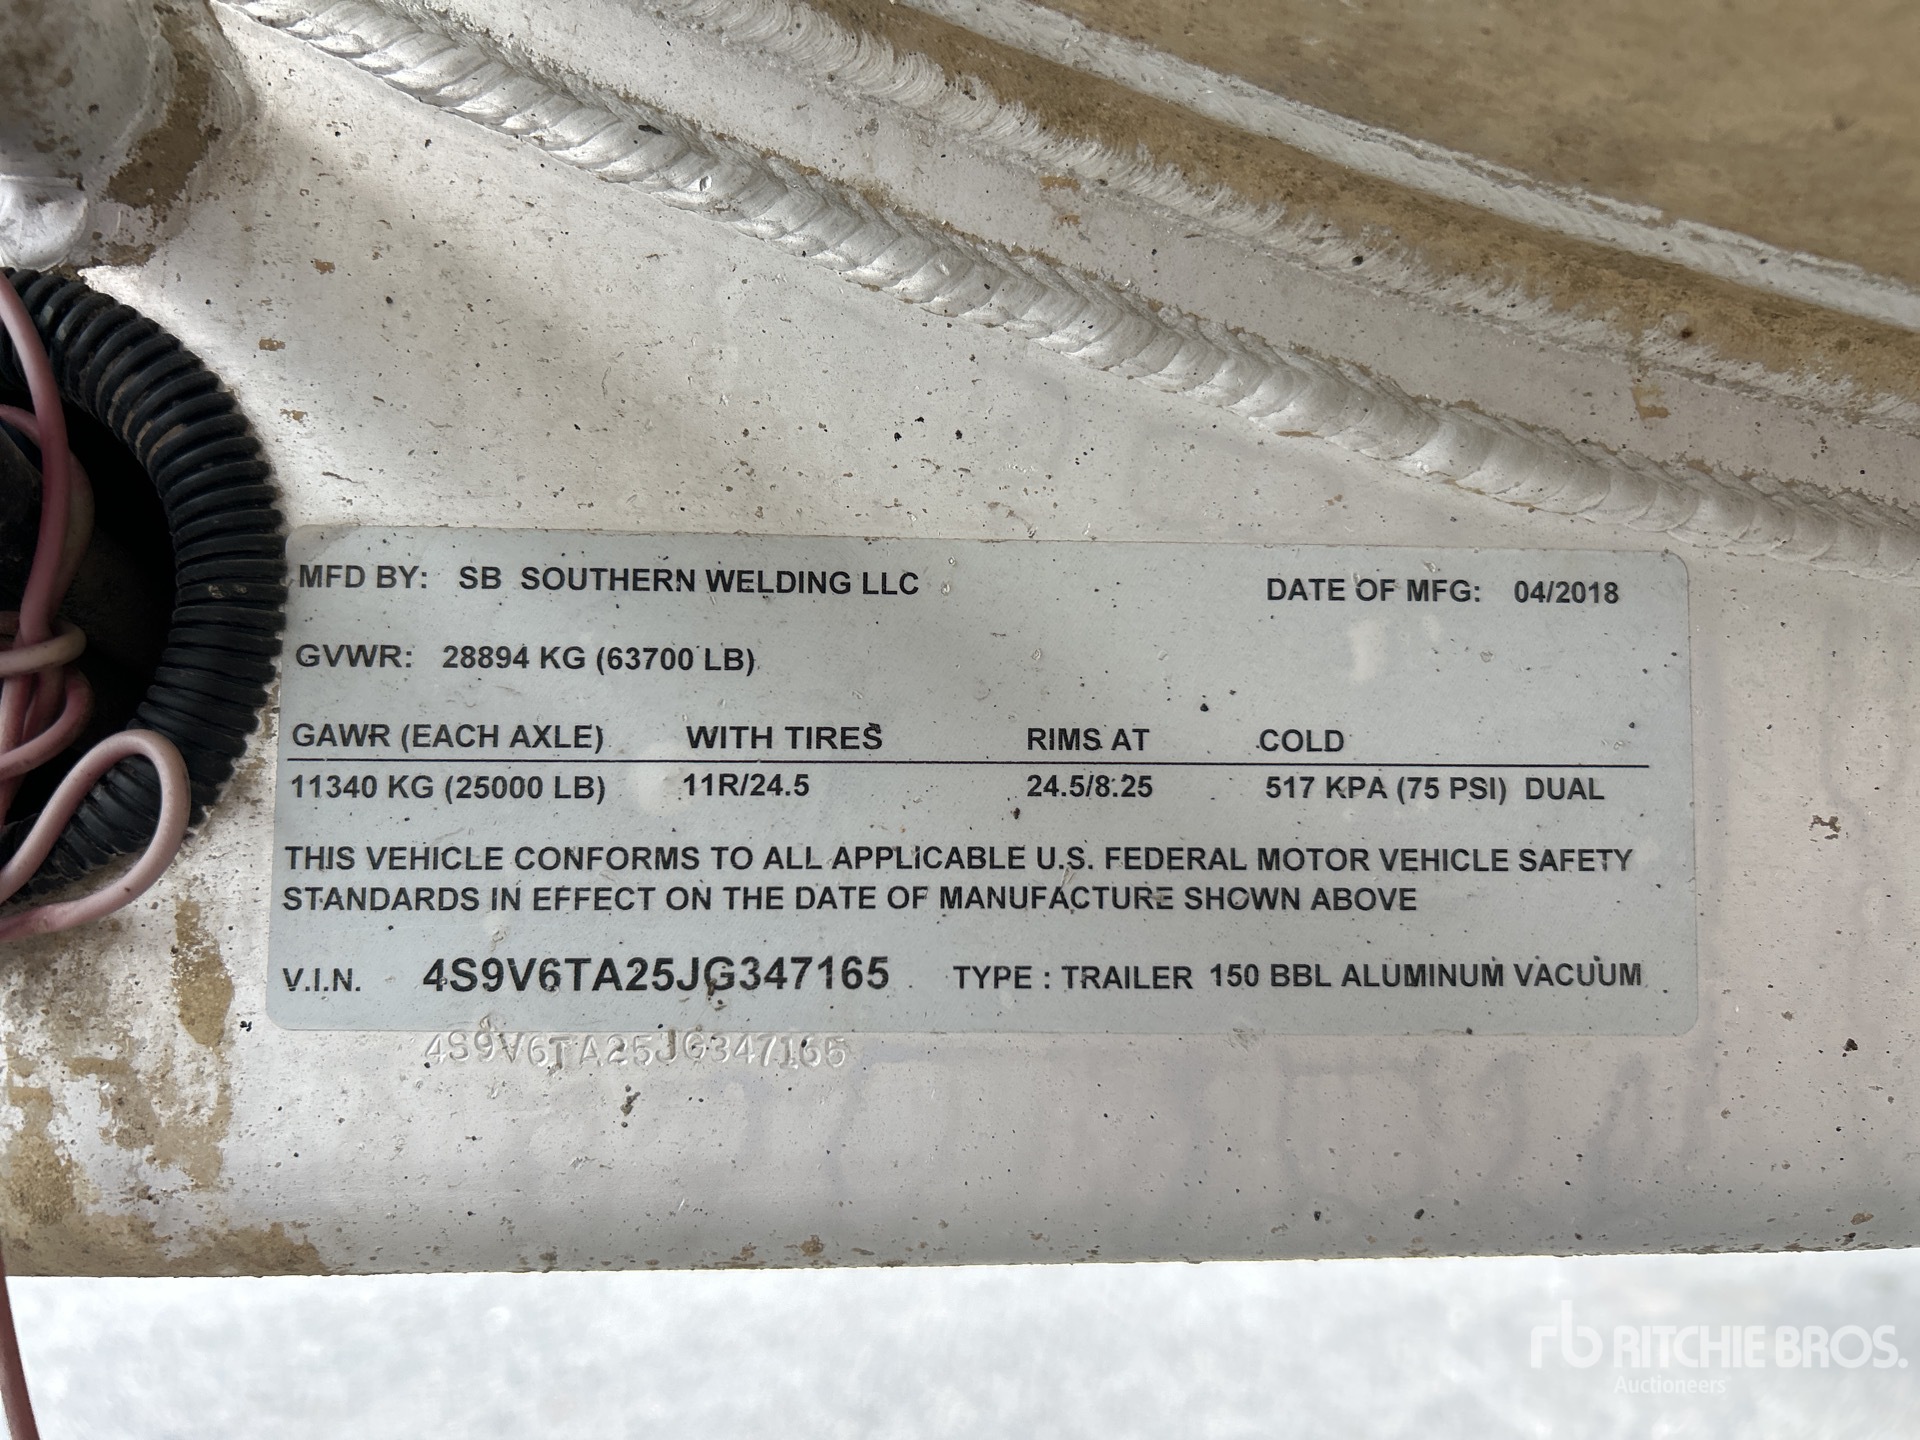 MFD BY: SB SOUTHERN WELDING LLC DATE OF MFG: 04/2018
GVWR: 28894 KG (63700 LB)
GAWR (EACH AXLE) WITH TIRES RIMS AT COLD
11340 KG (25000 LB) 11R/24.5 24.5/8.25 517 KPA (75 PSI) DUAL
THIS VEHICLE CONFORMS TO ALL APPLICABLE U.S. FEDERAL MOTOR VEHICLE SAFETY
STANDARDS IN EFFECT ON THE DATE OF MANUFACTURE SHOWN ABOVE
V.I.N. 4S9V6TA25JG347165 TYPE : TRAILER 150 BBL ALUMINUM VACUUM
4S9V6TA25JG347165
rb RITCHIE BROS.
Auctioneers